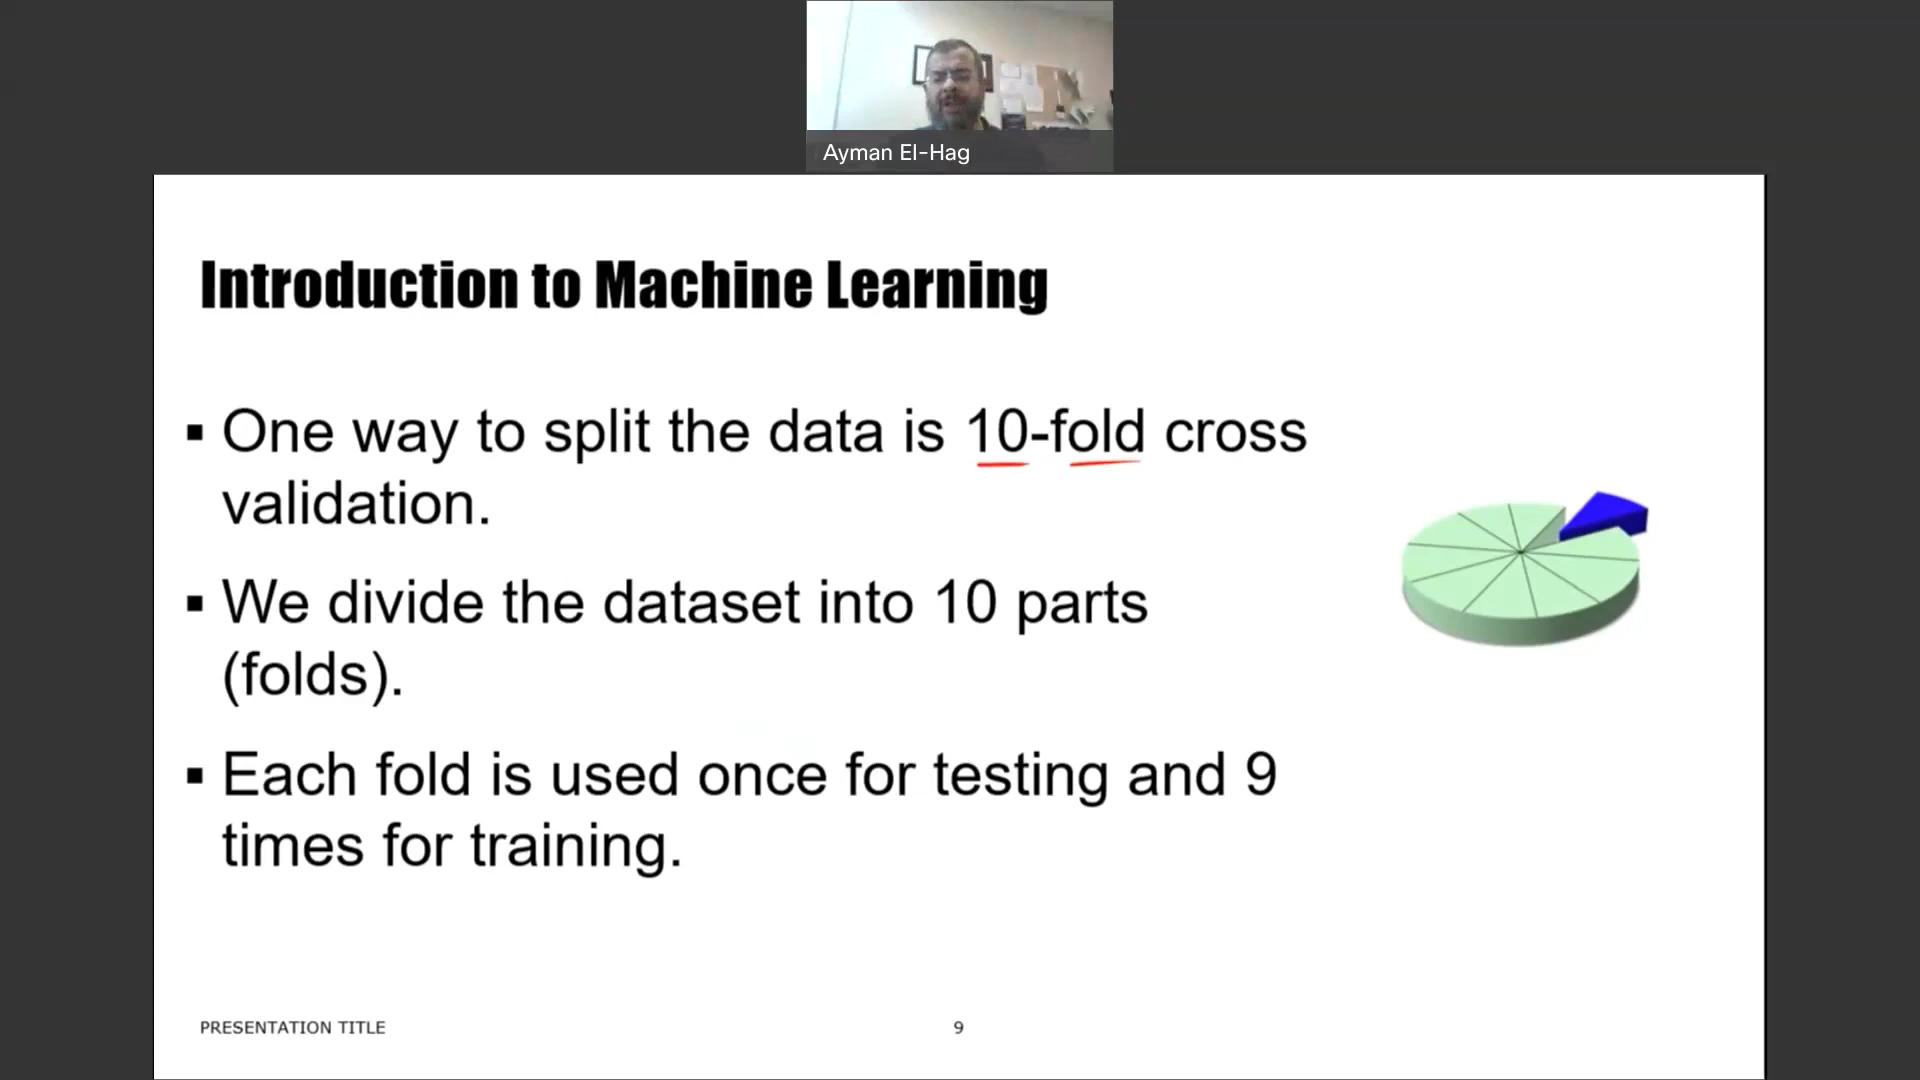 Ayman El-Hag
Introduction to Machine Learning
▪ One way to split the data is 10-fold cross
validation.
▪ We divide the dataset into 10 parts
(folds).
▪ Each fold is used once for testing and 9
times for training.
PRESENTATION TITLE
9